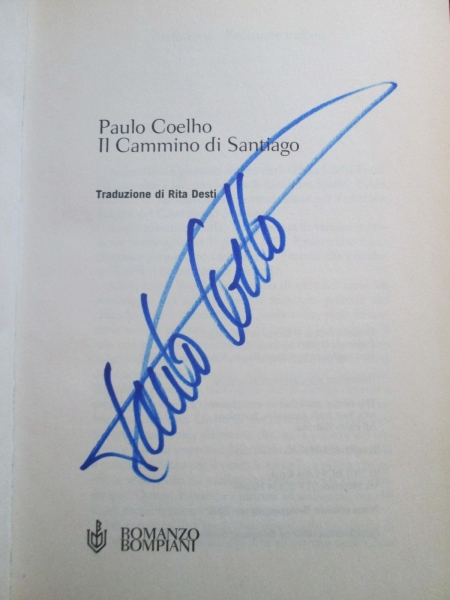 Paulo Coelho
Il Cammino di Santiago
Traduzione di Rita Desti
Paulo Coelho
ROMANZO
BOMPIANI